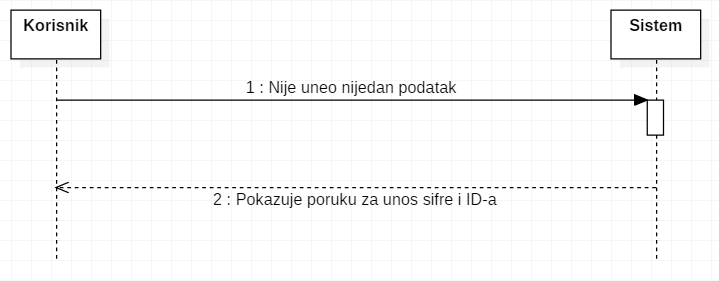 Korisnik
Sistem
1 : Nije uneo nijedan podatak
2 : Pokazuje poruku za unos sifre i ID-a